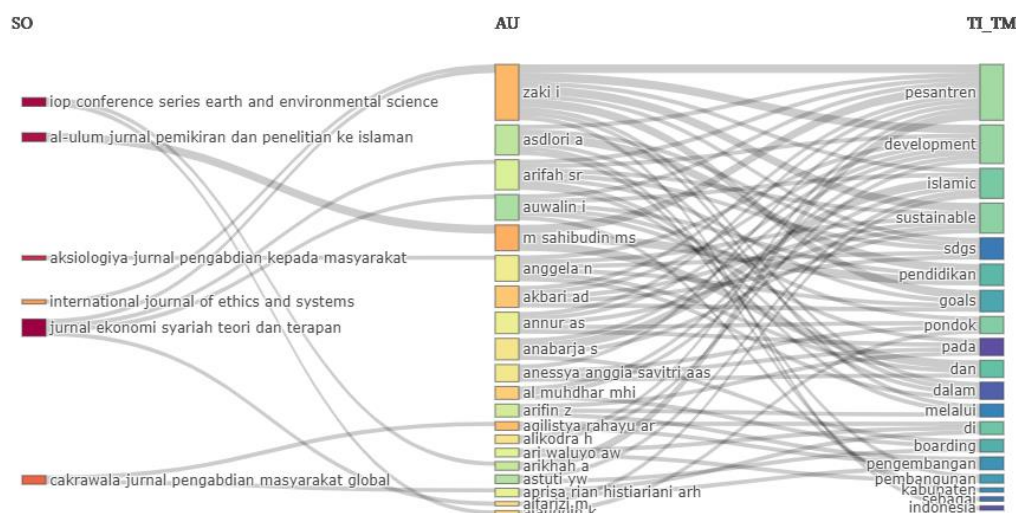 SO
AU
TI_TM
iop conference series earth and environmental science
al-ulum jurnal pemikiran dan penelitian ke islaman
aksiologiya jurnal pengabdian kepada masyarakat
international journal of ethics and systems
jurnal ekonomi syariah teori dan terapan
cakrawala jurnal pengabdian masyarakat global
zaki i
asdlori a
arifah sr
auwalin i
m sahibudin ms
anggela n
akbari ad
annur as
anabarja s
anessya anggia savitri aas
al muhdhar mhi
arifin z
agilistya rahayu ar
alikodra h
ari waluyo aw
arikhah a
astuti yw
aprisa rian histiariani arh
alfarizi m
pesantren
development
islamic
sustainable
sdgs
pendidikan
goals
pondok
pada
dan
dalam
melalui
di
boarding
pengembangan
pembangunan
kabupaten
sebagai
indonesia